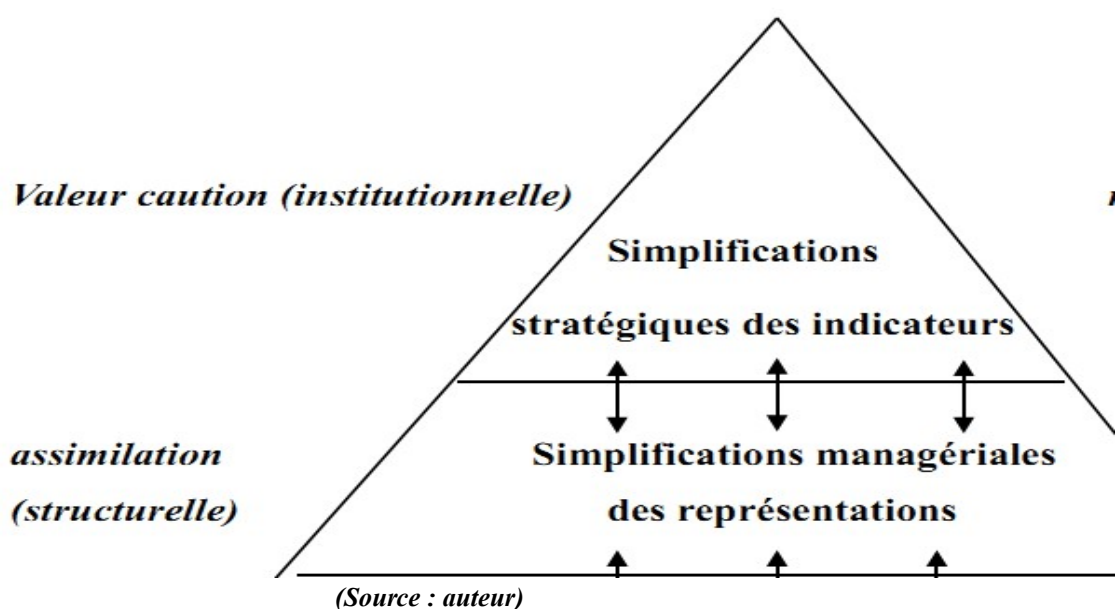 Valeur caution (institutionnelle)
Simplifications
stratégiques des indicateurs
assimilation
(structurelle)
Simplifications managériales
des représentations
(Source : auteur)